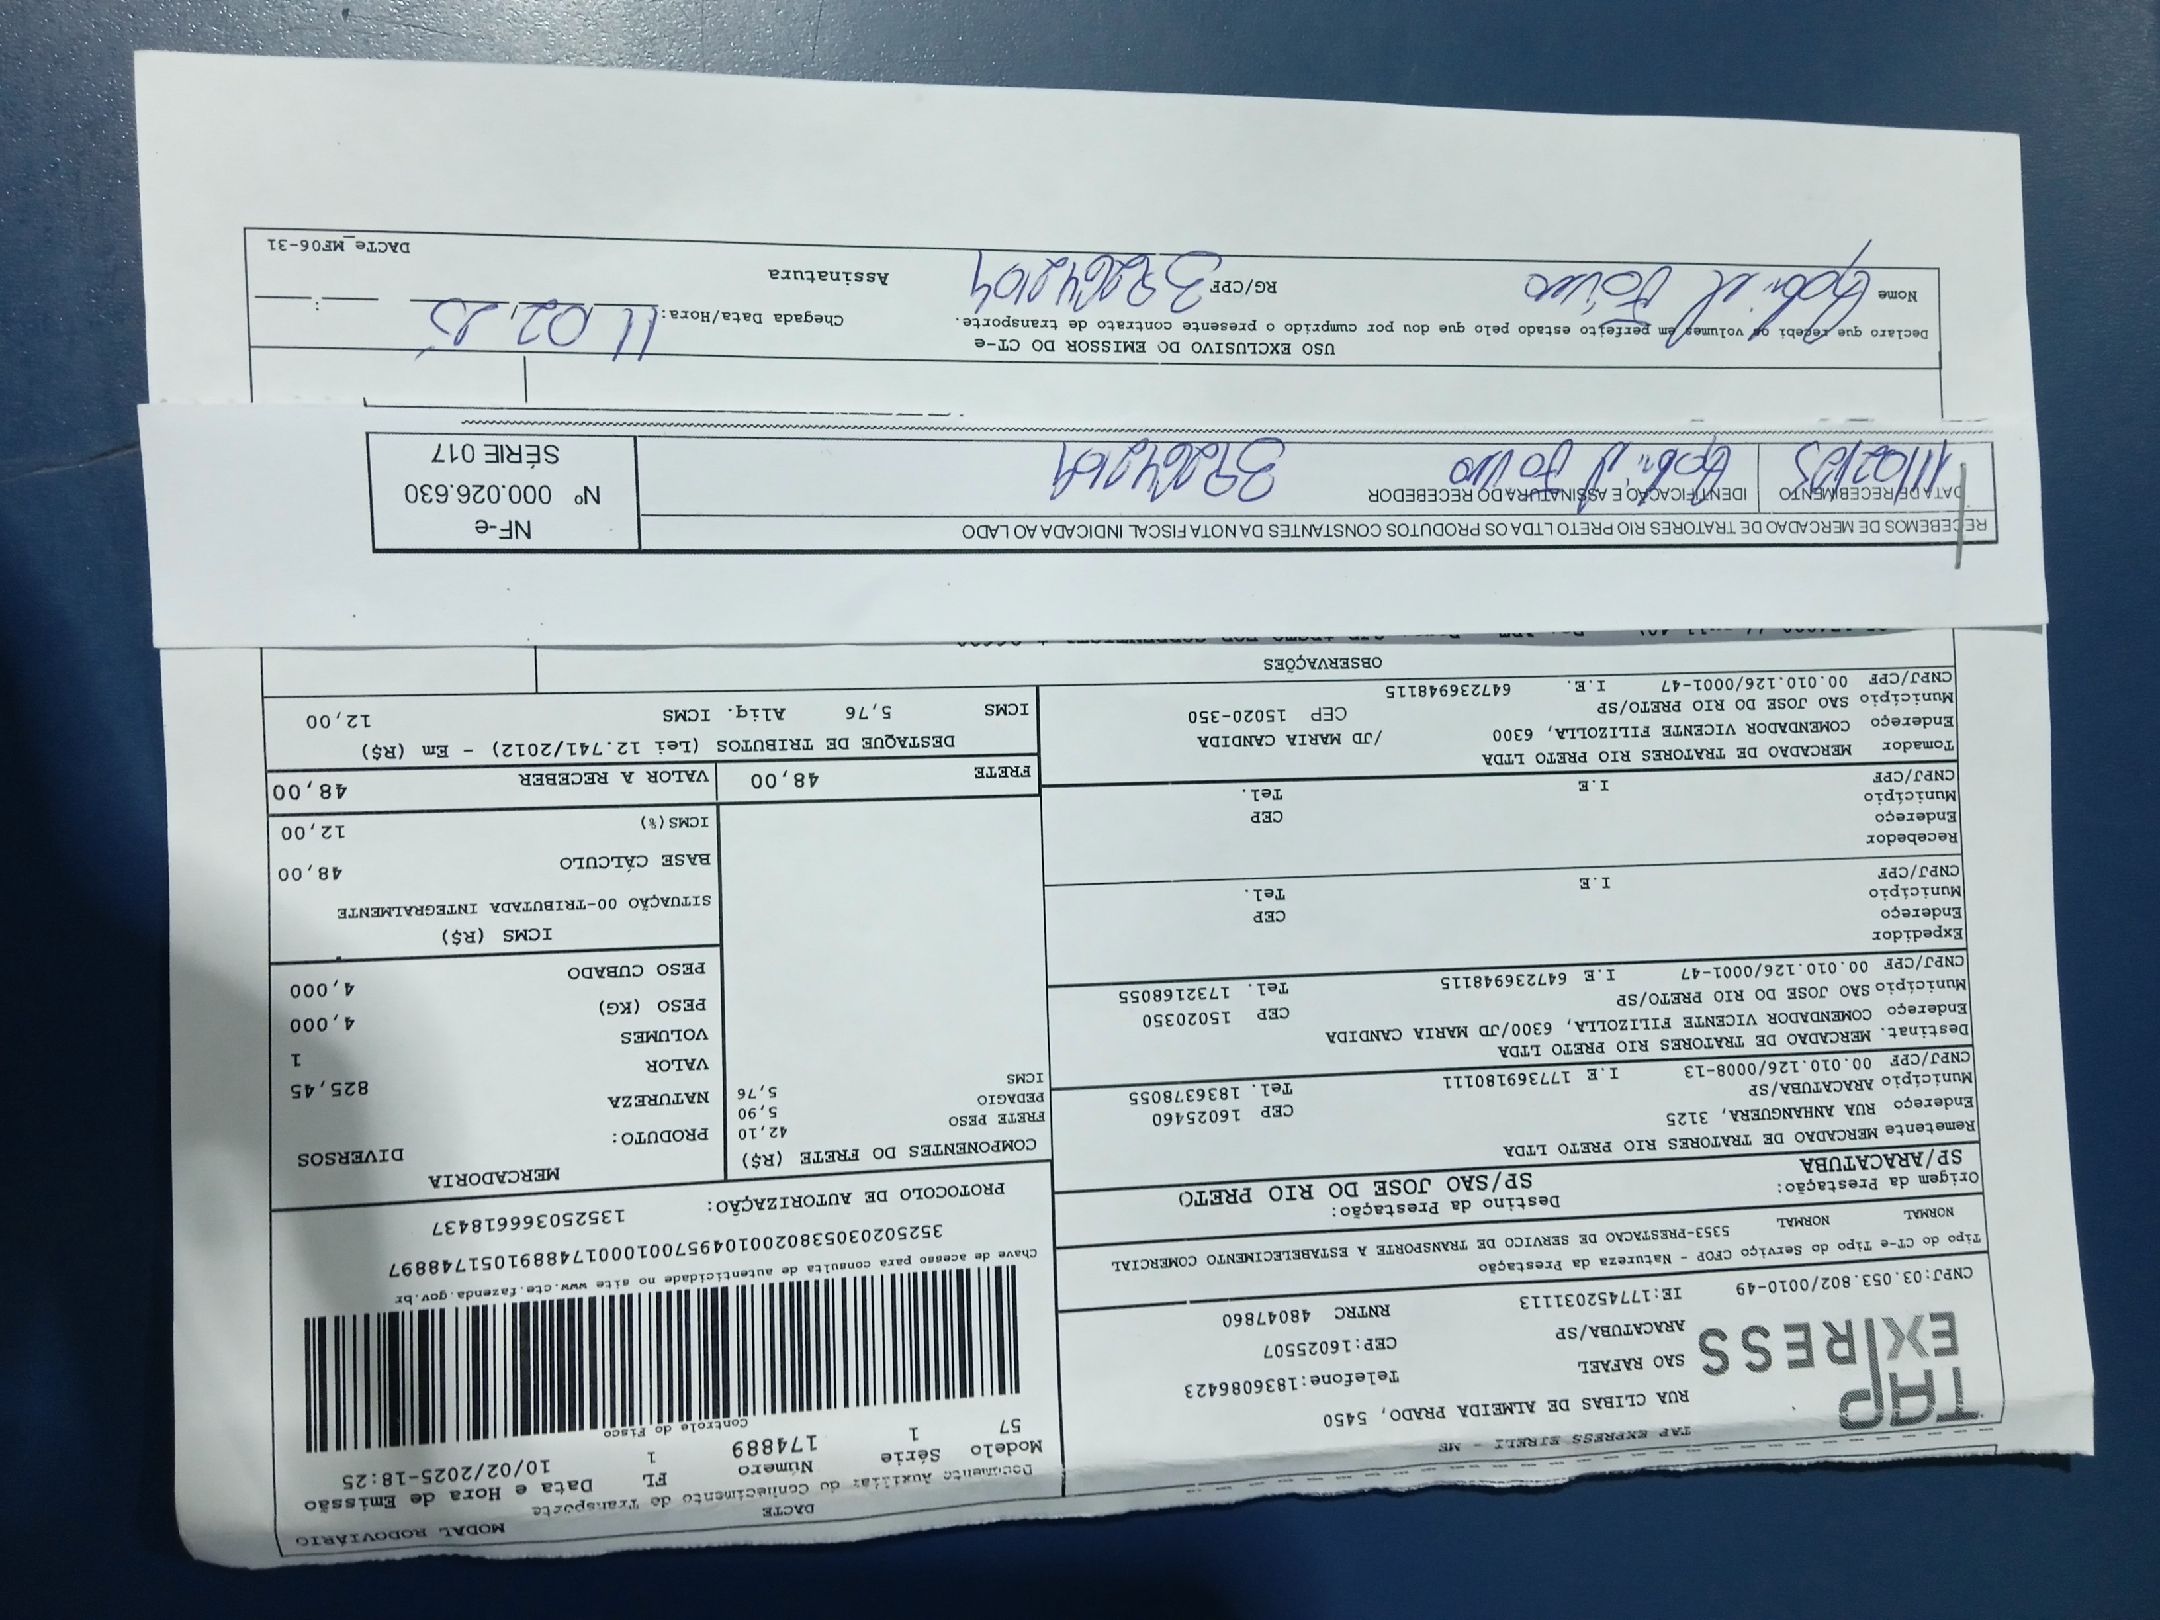 DACTE
MODAL RODOVIÁRIO
Documento Auxiliar do Conhecimento de Transporte
Modelo Série Número FL Data e Hora de Emissão
57 1 174889 1 10/02/2025-18:25
Controle do Fisco
TAP EXPRESS
TAP EXPRESS EIRELI - ME
RUA CLIBAS DE ALMEIDA PRADO, 5450
SAO RAFAEL Telefone:1836086423
ARACATUBA/SP CEP:16025507
CNPJ:03.053.802/0010-49 IE:177452031113 RNTRC 48047860
Chave de acesso para consulta de autenticidade no site www.cte.fazenda.gov.br
35250203053802001049570010001748891051748897
PROTOCOLO DE AUTORIZAÇÃO: 135250366618437
Tipo do CT-e Tipo do Serviço CFOP - Natureza da Prestação
NORMAL NORMAL 5353-PRESTACAO DE SERVICO DE TRANSPORTE A ESTABELECIMENTO COMERCIAL
Origem da Prestação: Destino da Prestação:
SP/ARACATUBA SP/SAO JOSE DO RIO PRETO
Remetente MERCADAO DE TRATORES RIO PRETO LTDA
Endereço RUA ANHANGUERA, 3125 CEP 16025460
Município ARACATUBA/SP Tel. 1836378055
CNPJ/CPF 00.010.126/0008-13 I.E 177369180111
Destinat. MERCADAO DE TRATORES RIO PRETO LTDA
Endereço COMENDADOR VICENTE FILIZOLLA, 6300/JD MARIA CANDIDA
Município SAO JOSE DO RIO PRETO/SP CEP 15020350
CNPJ/CPF 00.010.126/0001-47 I.E 647236948115 Tel. 1732168055
Expedidor
Endereço CEP
Município Tel.
CNPJ/CPF I.E
Recebedor
Endereço CEP
Município Tel.
CNPJ/CPF I.E
Tomador MERCADAO DE TRATORES RIO PRETO LTDA
Endereço COMENDADOR VICENTE FILIZOLLA, 6300 /JD MARIA CANDIDA
Município SAO JOSE DO RIO PRETO/SP CEP 15020-350
CNPJ/CPF 00.010.126/0001-47 I.E. 647236948115
COMPONENTES DO FRETE (R$)
FRETE PESO 42,10
PEDAGIO 5,90
ICMS 5,76
MERCADORIA
PRODUTO: DIVERSOS
NATUREZA
VALOR 825,45
VOLUMES 1
PESO (KG) 4,000
PESO CUBADO 4,000
ICMS (R$)
SITUAÇÃO 00-TRIBUTADA INTEGRALMENTE
BASE CÁLCULO 48,00
ICMS(%) 12,00
FRETE 48,00 VALOR A RECEBER 48,00
DESTAQUE DE TRIBUTOS (Lei 12.741/2012) - Em (R$)
ICMS 5,76 Aliq. ICMS 12,00
OBSERVAÇÕES
RECEBEMOS DE MERCADAO DE TRATORES RIO PRETO LTDA OS PRODUTOS CONSTANTES DA NOTA FISCAL INDICADA AO LADO
DATA DE RECEBIMENTO IDENTIFICAÇÃO E ASSINATURA DO RECEBEDOR
11/02/25 Gabriel
NF-e
Nº 000.026.630
SÉRIE 017
USO EXCLUSIVO DO EMISSOR DO CT-e
Declaro que recebi os volumes em perfeito estado pelo que dou por cumprido o presente contrato de transporte.
Chegada Data/Hora: 11 02 25
Nome Gabriel RG/CPF Assinatura
DACTe_MF06-31